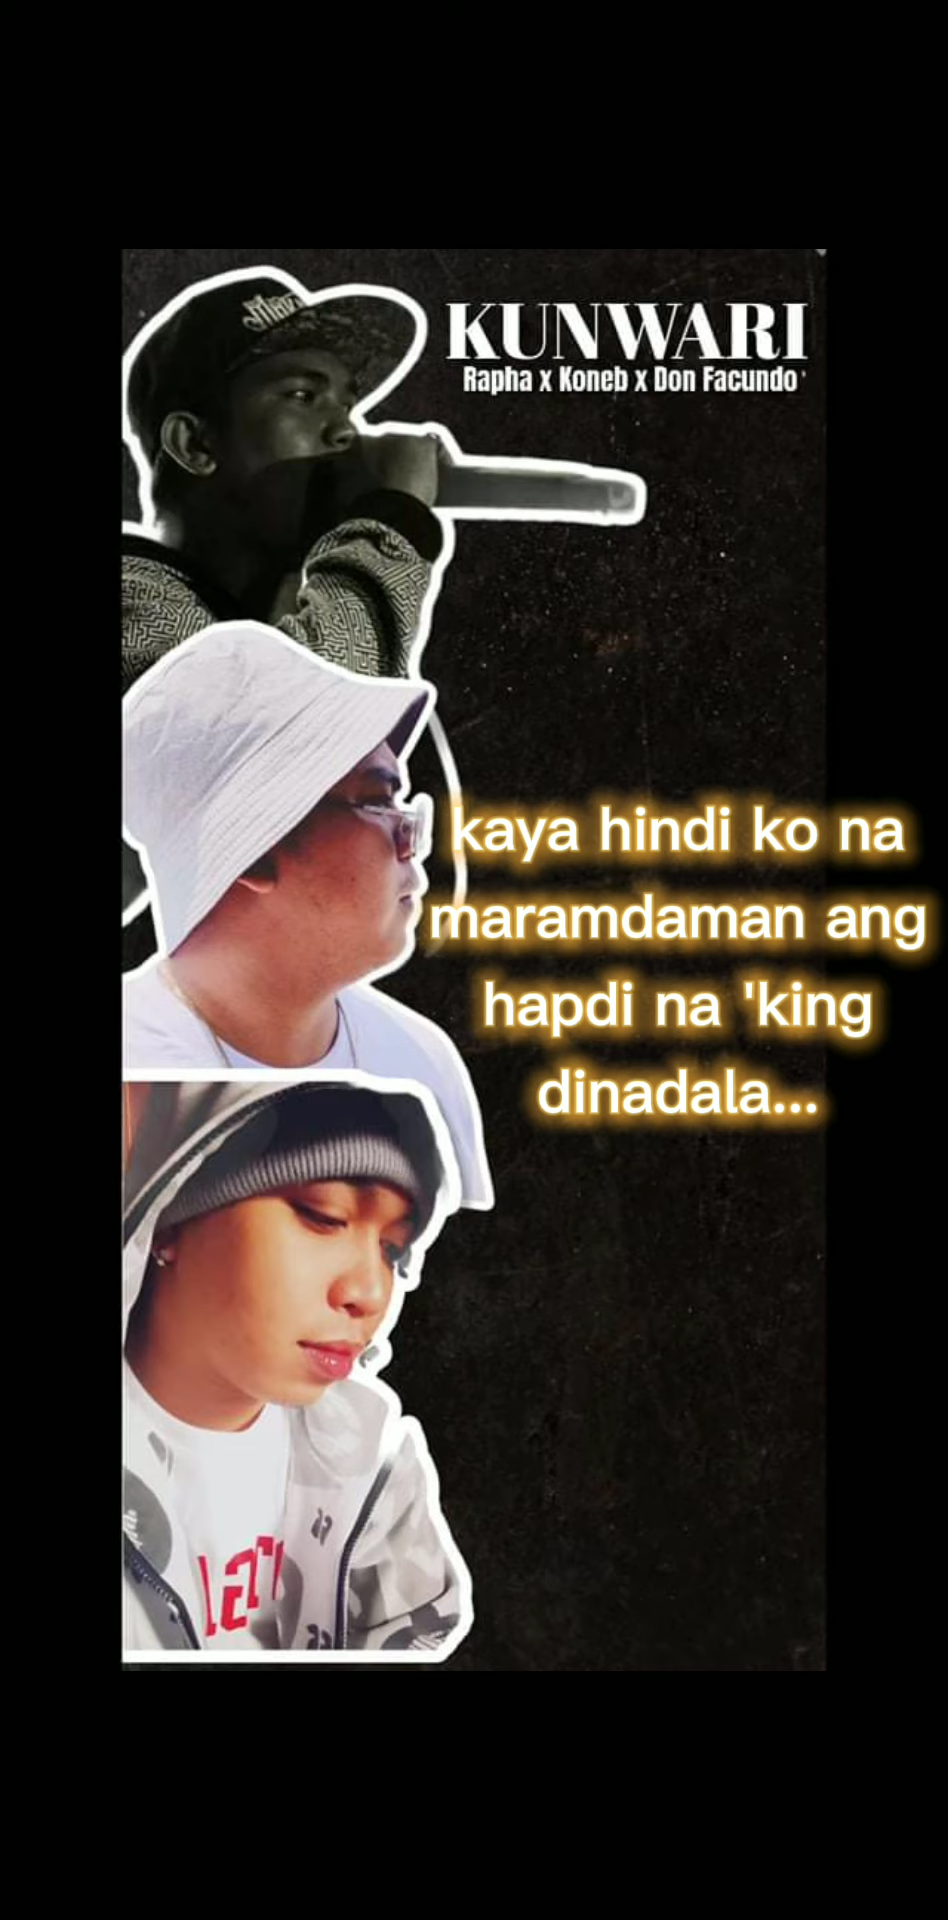 KUNWARI
Rapha x Koneb x Don Facundo
kaya hindi ko na
maramdaman ang
hapdi na 'king
dinadala...